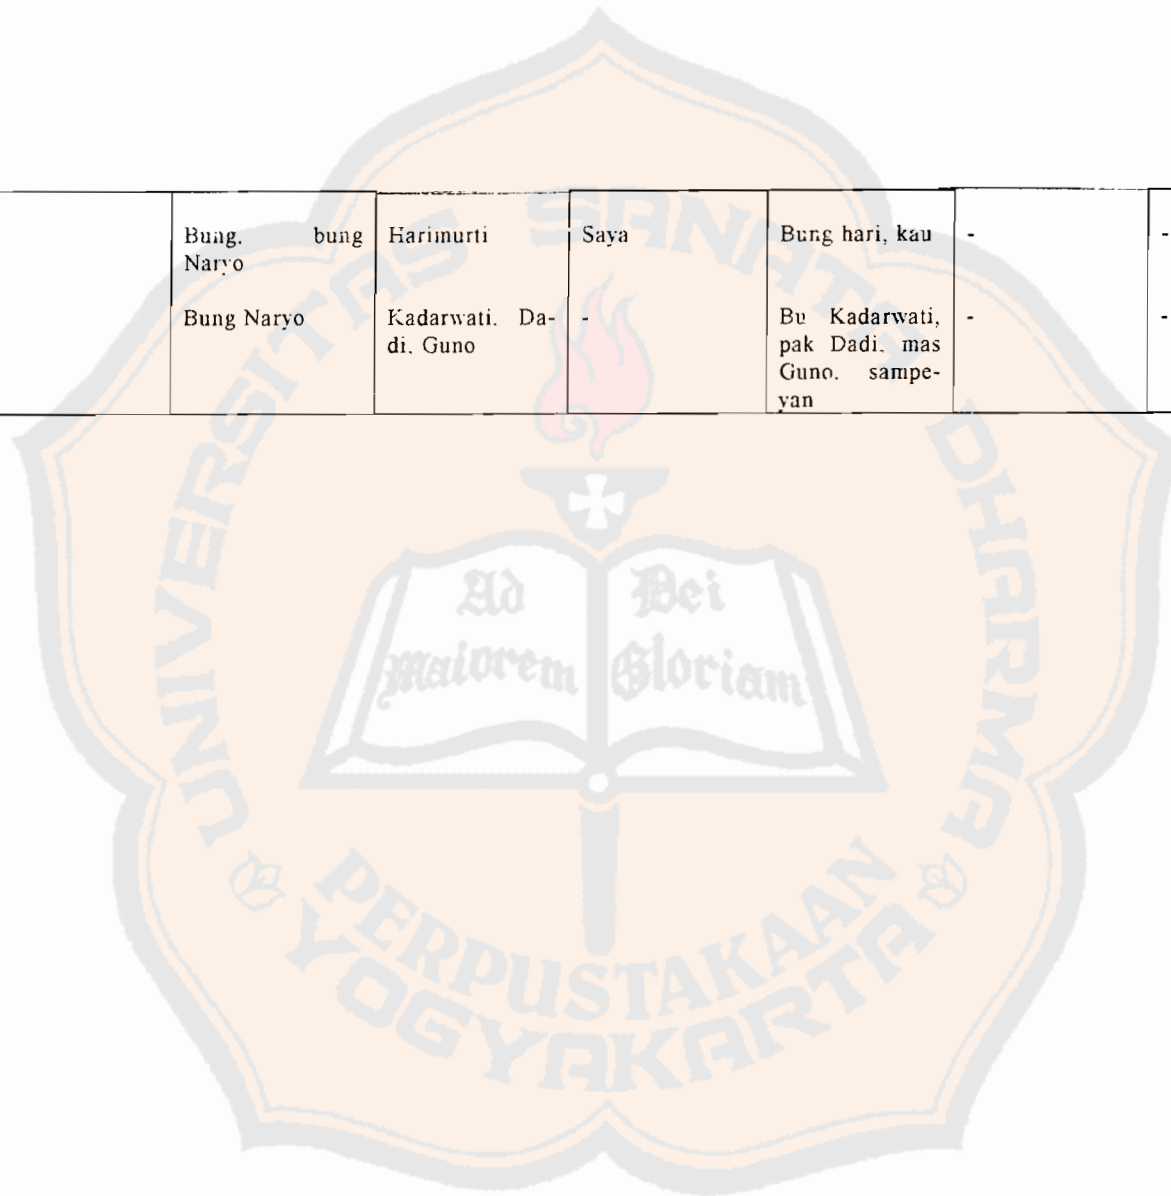 Bung. bung Harimurti Saya Bung hari, kau - -
Naryo
Bung Naryo Kadarwati. Da- - Bu Kadarwati, - -
di. Guno pak Dadi. mas
Guno. sampe-
yan
UNIVERSITAS SANATA DHARMA
Ad Dei
maiorem Gloriam
PERPUSTAKAAN
YOGYAKARTA